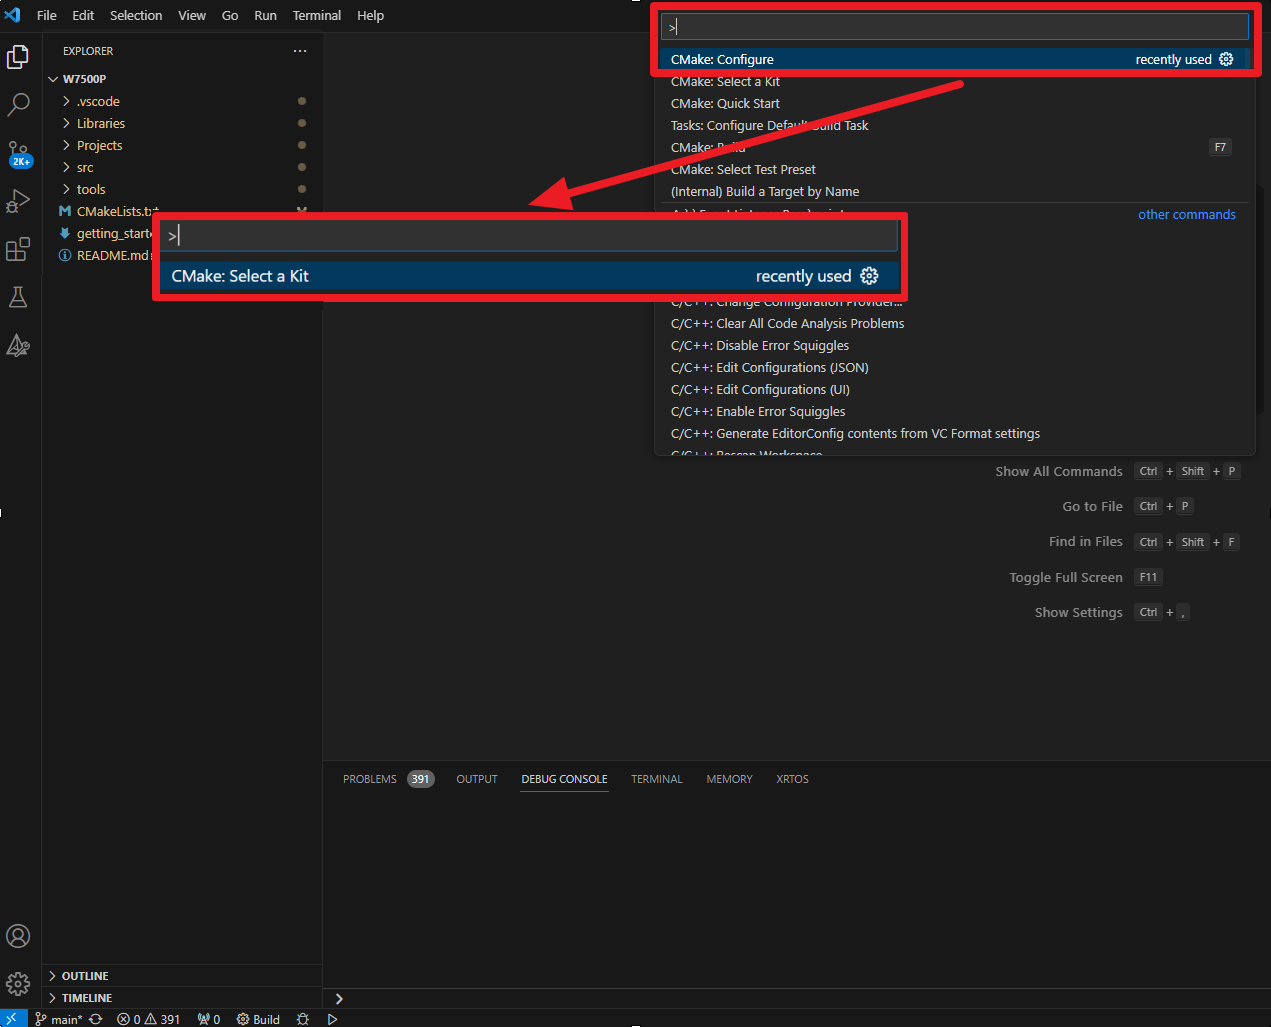 File Edit Selection View Go Run Terminal Help
>
CMake: Configure recently used
CMake: Select a Kit
CMake: Quick Start
Tasks: Configure Default Build Task
CMake: Build F7
CMake: Select Test Preset
(Internal) Build a Target by Name
other commands
EXPLORER
W7500P
.vscode
Libraries
Projects
src
tools
CMakeLists.txt
getting_start
README.md
2K+
>
CMake: Select a Kit recently used
C/C++: Change Configuration Provider...
C/C++: Clear All Code Analysis Problems
C/C++: Disable Error Squiggles
C/C++: Edit Configurations (JSON)
C/C++: Edit Configurations (UI)
C/C++: Enable Error Squiggles
C/C++: Generate EditorConfig contents from VC Format settings
C/C++: Rescan Workspace
Show All Commands Ctrl + Shift + P
Go to File Ctrl + P
Find in Files Ctrl + Shift + F
Toggle Full Screen F11
Show Settings Ctrl + ,
PROBLEMS 391 OUTPUT DEBUG CONSOLE TERMINAL MEMORY XRTOS
OUTLINE
TIMELINE
main* 0 391 0 Build